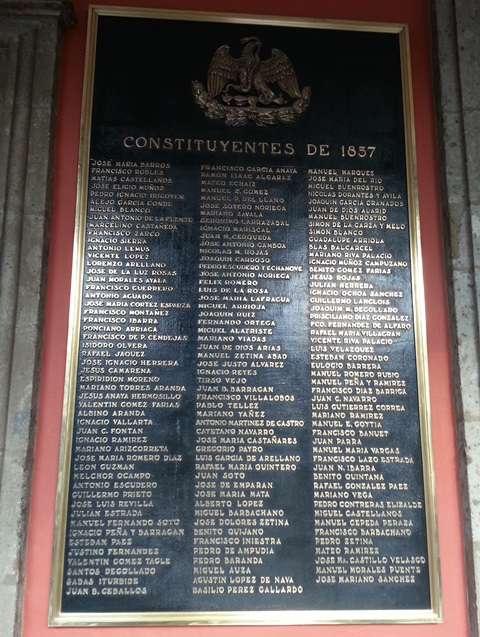 CONSTITUYENTES DE 1857
JOSE MARIA BARROS
FRANCISCO ROBLES
MATIAS CASTELLANOS
JOSE ELIGIO MUÑOZ
PEDRO IGNACIO IRIGOYEN
ALEJO GARCIA CONDE
MIGUEL BLANCO
JUAN ANTONIO DE LA FUENTE
MARCELINO CASTAÑEDA
FRANCISCO ZARCO
IGNACIO SIERRA
ANTONIO LEMUS
VICENTE LOPEZ
LORENZO ARELLANO
JOSE DE LA LUZ ROSAS
JUAN MORALES AYALA
FRANCISCO GUERRERO
ANTONIO AGUADO
JOSE MARIA CORTEZ ESPARZA
FRANCISCO MONTAÑEZ
FRANCISCO IBARRA
PONCIANO ARRIAGA
FRANCISCO DE P. CENDEJAS
ISIDORO OLVERA
RAFAEL JAQUEZ
JOSE IGNACIO HERRERA
JESUS CAMARENA
ESPIRIDION MORENO
MARIANO TORRES ARANDA
JESUS ANAYA HERMOSILLO
VALENTIN GOMEZ FARIAS
ALBINO ARANDA
IGNACIO VALLARTA
JUAN C. FONTAN
IGNACIO RAMIREZ
MARIANO ARIZCORRETA
JOSE MARIA ROMERO DIAZ
LEON GUZMAN
MELCHOR OCAMPO
ANTONIO ESCUDERO
GUILLERMO PRIETO
JOSE LUIS REVILLA
JULIAN ESTRADA
MANUEL FERNANDO SOTO
IGNACIO PEÑA Y BARRAGAN
ESTEBAN PAEZ
JUSTINO FERNANDEZ
VALENTIN GOMEZ TAGLE
SANTOS DEGOLLADO
SABAS ITURBIDE
JUAN B. CEBALLOS
FRANCISCO GARCIA ANAYA
RAMON ISAAC ALCARAZ
MATEO ECHAIZ
MANUEL Z. GOMEZ
MANUEL P. DEL LLANO
JOSE SOTERO NORIEGA
MARIANO ZAVALA
GERONIMO LARRAZABAL
IGNACIO MARISCAL
JUAN N. CERQUEDA
JOSE ANTONIO GAMBOA
NICOLAS M. ROJAS
JOAQUIN CARDOSO
PEDRO ESCUDERO Y ECHANOVE
JOSE ANTONIO NORIEGA
FELIX ROMERO
LUIS DE LA ROSA
JOSE MARIA LAFRAGUA
MIGUEL ARRIOJA
JOAQUIN RUIZ
FERNANDO ORTEGA
MIGUEL ALATRISTE
MARIANO VIADAS
JUAN DE DIOS ARIAS
MANUEL ZETINA ABAD
JOSE JUSTO ALVAREZ
IGNACIO REYES
TIRSO VEJO
JUAN D. BARRAGAN
FRANCISCO VILLALOBOS
PABLO TELLEZ
MARIANO YAÑEZ
ANTONIO MARTINEZ DE CASTRO
CAYETANO NAVARRO
JOSE MARIA CASTAÑARES
GREGORIO PAYRO
LUIS GARCIA DE ARELLANO
RAFAEL MARIA QUINTERO
JUAN SOTO
JOSE DE EMPARAN
JOSE MARIA MATA
ALBERTO LOPEZ
MIGUEL BARBACHANO
JOSE DOLORES ZETINA
BENITO QUIJANO
FRANCISCO INIESTRA
PEDRO DE AMPUDIA
PEDRO BARANDA
MIGUEL AUZA
AGUSTIN LOPEZ DE NAVA
BASILIO PEREZ GALLARDO
MANUEL MARQUEZ
JOSE MARIA DEL RIO
MIGUEL BUENROSTRO
NICOLAS DORANTES Y AVILA
JOAQUIN GARCIA GRANADOS
JUAN DE DIOS ALARID
MANUEL BUENROSTRO
SIMON DE LA GARZA Y MELO
SIMON BLANCO
GUADALUPE ARRIOLA
BLAS BALCARCEL
MARIANO RIVA PALACIO
IGNACIO MUÑOZ CAMPUZANO
BENITO GOMEZ FARIAS
JESUS ROJAS
JULIAN HERRERA
IGNACIO OCHOA SANCHEZ
GUILLERMO LANGLOIS
JOAQUIN M. DEGOLLADO
PRISCILIANO DIAZ GONZALEZ
FCO. FERNANDEZ DE ALFARO
RAFAEL MARIA VILLAGRAN
VICENTE RIVA PALACIO
LUIS VELAZQUEZ
ESTEBAN CORONADO
EULOGIO BARRERA
MANUEL ROMERO RUBIO
MANUEL PEÑA Y RAMIREZ
FRANCISCO DIAZ BARRIGA
JUAN C. NAVARRO
LUIS GUTIERREZ CORREA
MARIANO RAMIREZ
MANUEL E. GOYTIA
FRANCISCO BANUET
JUAN PARRA
MANUEL MARIA VARGAS
FRANCISCO LAZO ESTRADA
JUAN N. IBARRA
BENITO QUINTANA
RAFAEL GONZALEZ PAEZ
MARIANO VEGA
PEDRO CONTRERAS ELIZALDE
MIGUEL CASTELLANOS
MANUEL CEPEDA PERAZA
FRANCISCO BARBACHANO
PEDRO ZETINA
MATEO RAMIREZ
JOSE Ma. CASTILLO VELASCO
MANUEL MORALES PUENTE
JOSE MARIANO SANCHEZ